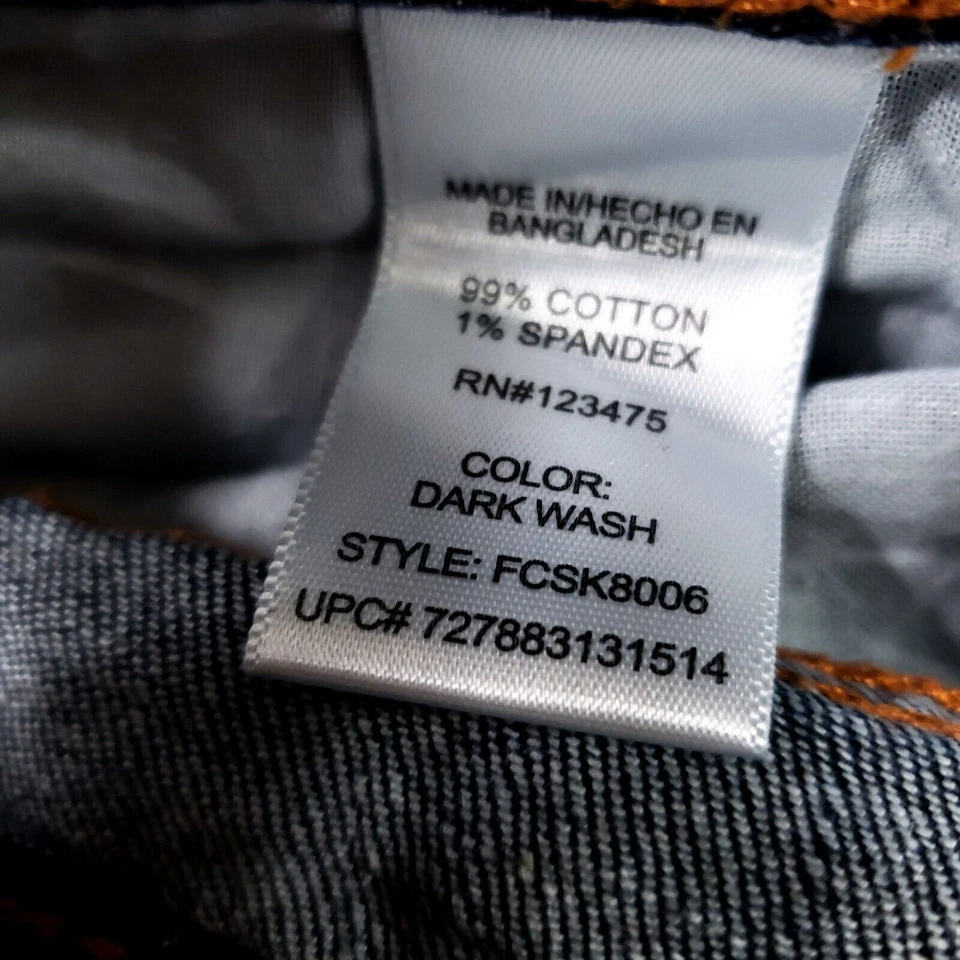 MADE IN/HECHO EN
BANGLADESH
99% COTTON
1% SPANDEX
RN#123475
COLOR:
DARK WASH
STYLE: FCSK8006
UPC# 727883131514